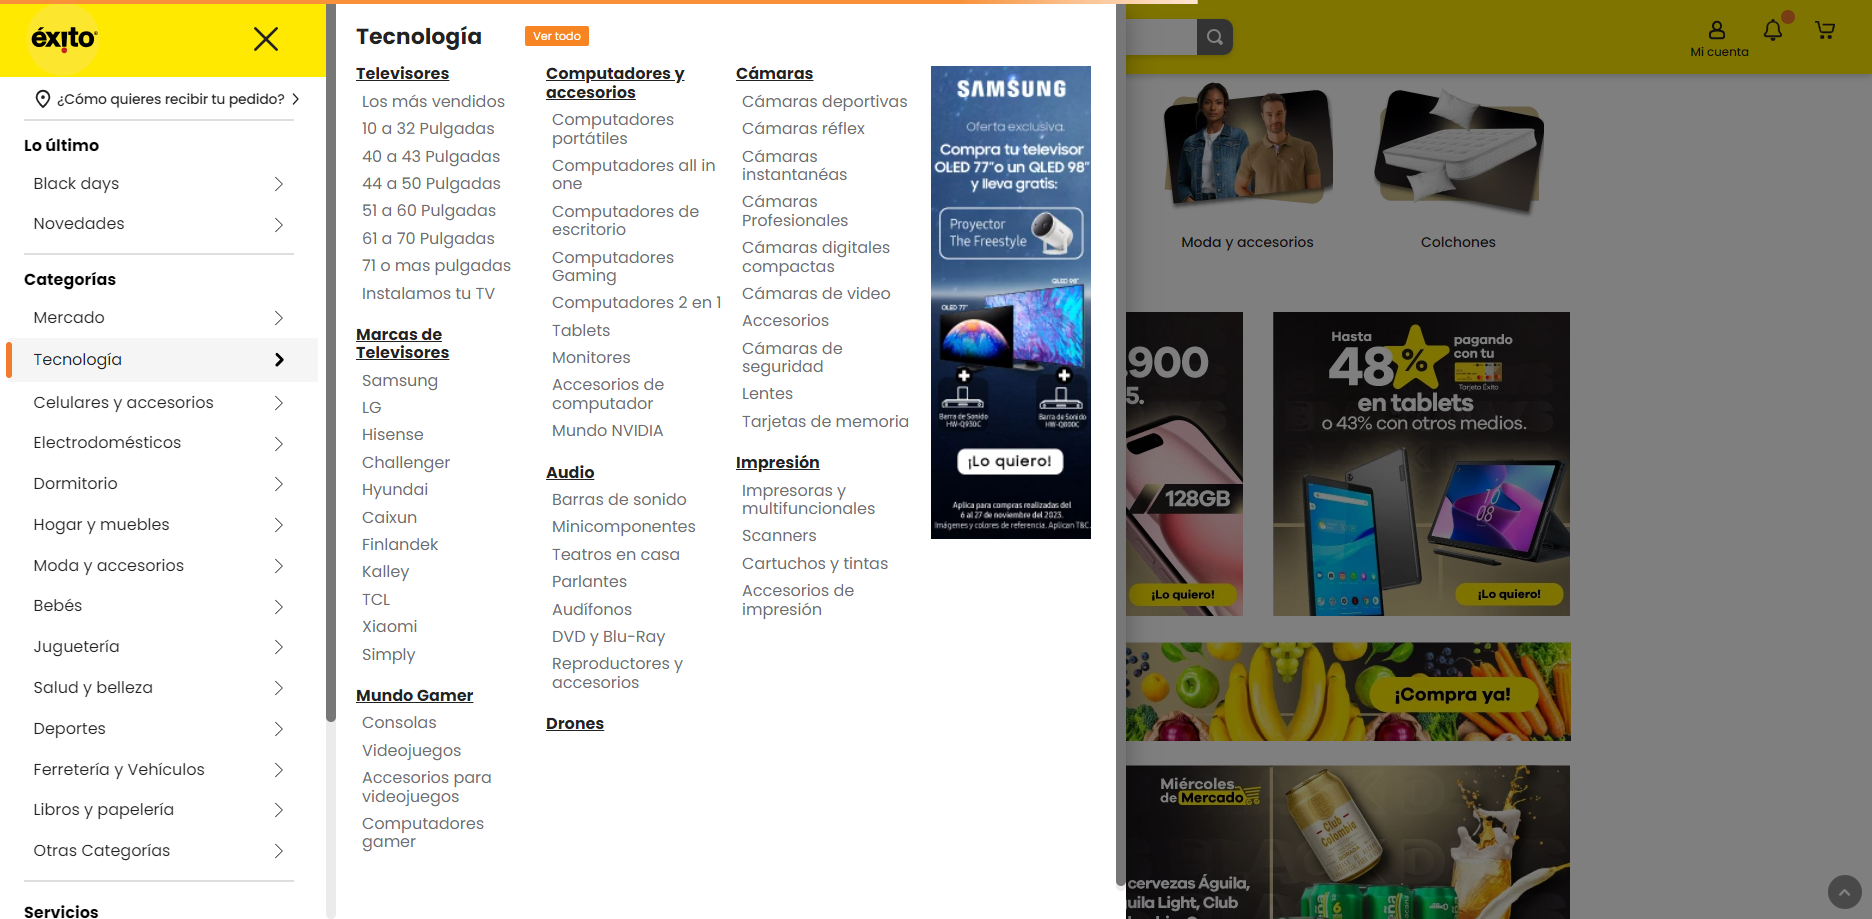 éxito
¿Cómo quieres recibir tu pedido?
Lo último
Black days
Novedades
Categorías
Mercado
Tecnología
Celulares y accesorios
Electrodomésticos
Dormitorio
Hogar y muebles
Moda y accesorios
Bebés
Juguetería
Salud y belleza
Deportes
Ferretería y Vehículos
Libros y papelería
Otras Categorías
Servicios
Tecnología
Ver todo
Televisores
Los más vendidos
10 a 32 Pulgadas
40 a 43 Pulgadas
44 a 50 Pulgadas
51 a 60 Pulgadas
61 a 70 Pulgadas
71 o mas pulgadas
Instalamos tu TV
Marcas de
Televisores
Samsung
LG
Hisense
Challenger
Hyundai
Caixun
Finlandek
Kalley
TCL
Xiaomi
Simply
Mundo Gamer
Consolas
Videojuegos
Accesorios para
videojuegos
Computadores
gamer
Computadores y
accesorios
Computadores
portátiles
Computadores all in
one
Computadores de
escritorio
Computadores
Gaming
Computadores 2 en 1
Tablets
Monitores
Accesorios de
computador
Mundo NVIDIA
Audio
Barras de sonido
Minicomponentes
Teatros en casa
Parlantes
Audífonos
DVD y Blu-Ray
Reproductores y
accesorios
Drones
Cámaras
Cámaras deportivas
Cámaras réflex
Cámaras
instantanéas
Cámaras
Profesionales
Cámaras digitales
compactas
Cámaras de video
Accesorios
Cámaras de
seguridad
Lentes
Tarjetas de memoria
Impresión
Impresoras y
multifuncionales
Scanners
Cartuchos y tintas
Accesorios de
impresión
SAMSUNG
Oferta exclusiva.
Compra tu televisor
OLED 77" o un QLED 98"
y lleva gratis:
Proyector
The Freestyle
QLED 98"
OLED 77"
Barra de Sonido
HW-Q930C
Barra de Sonido
HW-Q800C
¡Lo quiero!
Aplica para compras realizadas del
6 al 27 de noviembre del 2023.
Imágenes y colores de referencia. Aplican T&C.
Mi cuenta
Moda y accesorios
Colchones
.900
5.
128GB
¡Lo quiero!
Hasta
48%
pagando
con tu
Tarjeta Éxito
en tablets
o 43% con otros medios.
10
08
¡Lo quiero!
¡Compra ya!
Miércoles
de Mercado
Club
Colombia
DORADA
cervezas Águila,
uila Light, Club